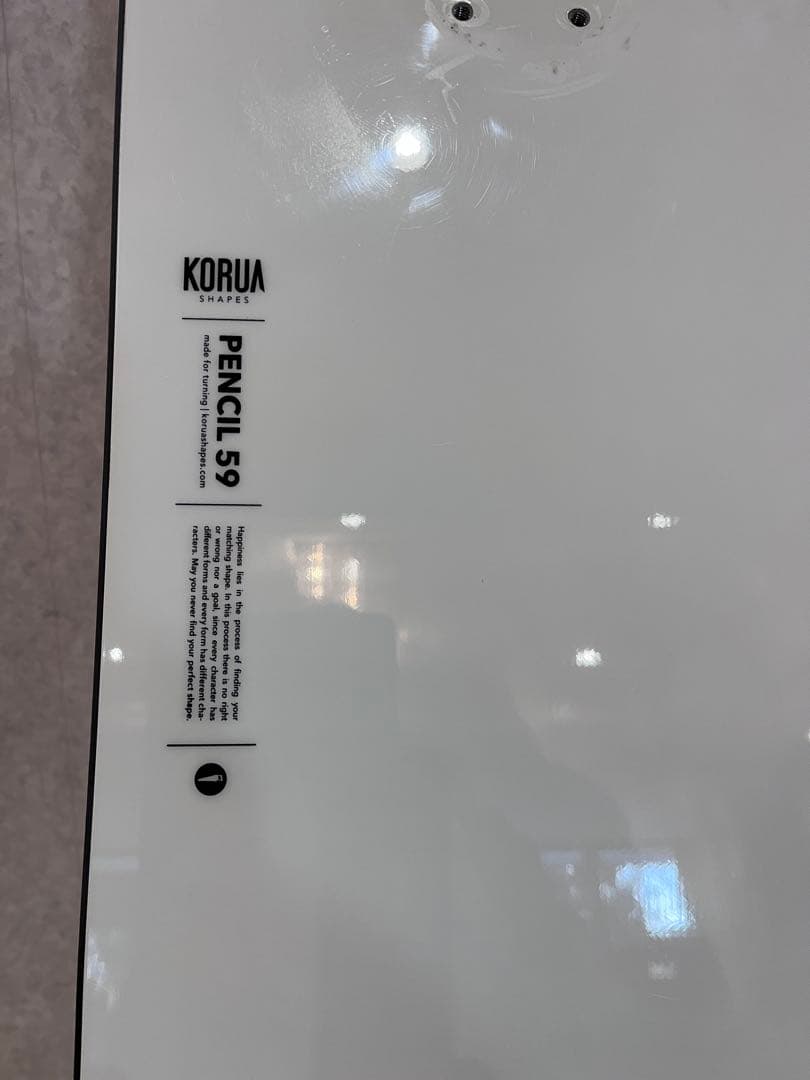 KORUA
SHAPES
PENCIL 59
made for turning | koruashapes.com
Happiness lies in the process of finding your
matching shape. In this process there is no right
or wrong nor a goal, since every character has
different forms and every form has different cha-
racters. May you never find your perfect shape.